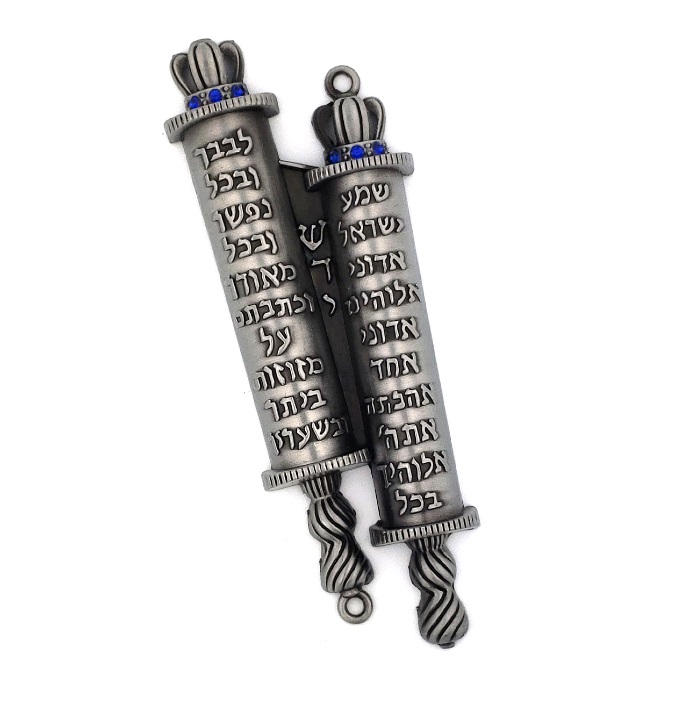 שמע
ישראל
אדוני
אלוהינו
אדוני
אחד
אהבתה
את ה'
אלוהיך
בכל
ש
ד
י
לבבך
ובכל
נפשך
ובכל
מאודך
וכתבתם
על
מזוזות
ביתך
ובשעריך